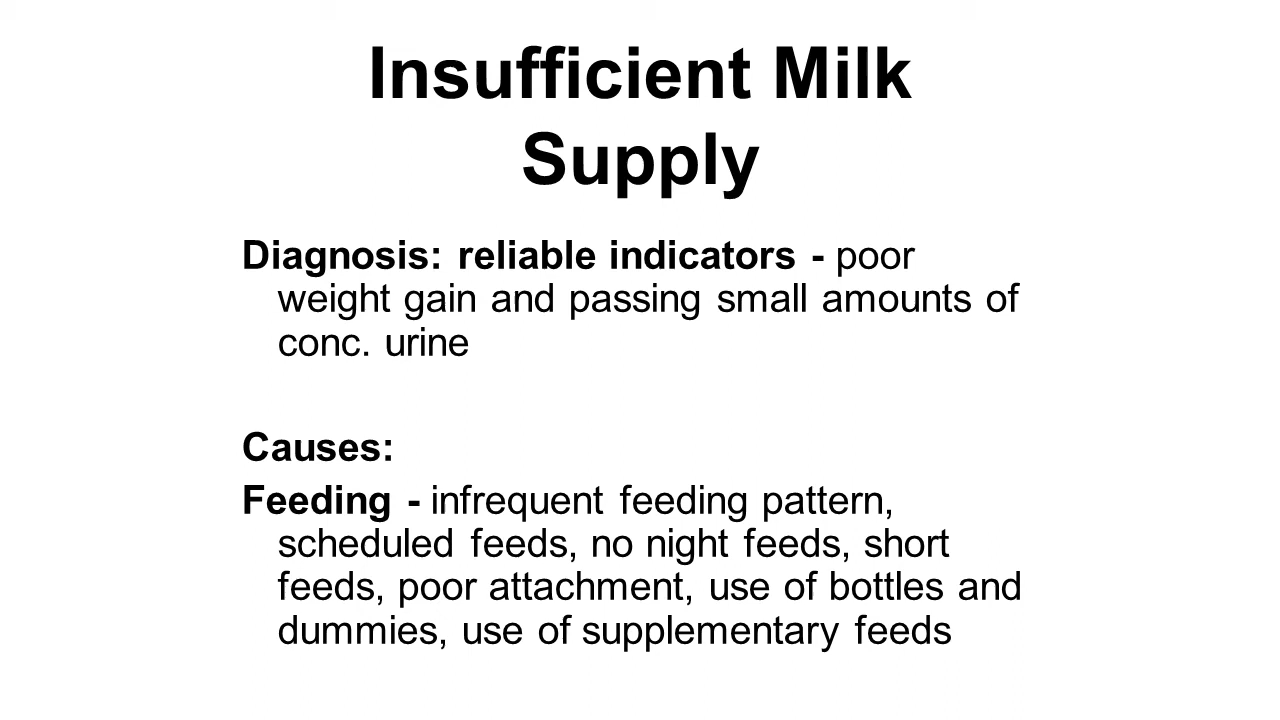 Insufficient Milk
Supply
Diagnosis: reliable indicators - poor
weight gain and passing small amounts of
conc. urine
Causes:
Feeding - infrequent feeding pattern,
scheduled feeds, no night feeds, short
feeds, poor attachment, use of bottles and
dummies, use of supplementary feeds